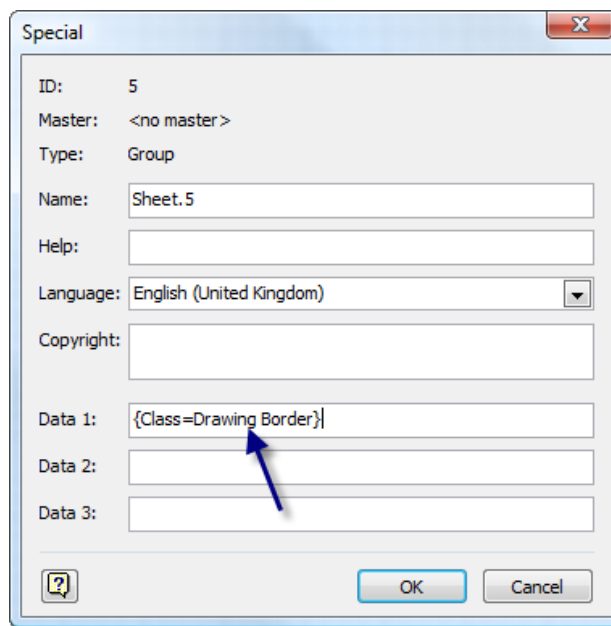 Special
ID: 5
Master: <no master>
Type: Group
Name: Sheet.5
Help:
Language: English (United Kingdom)
Copyright:
Data 1: {Class=Drawing Border}
Data 2:
Data 3:
OK Cancel